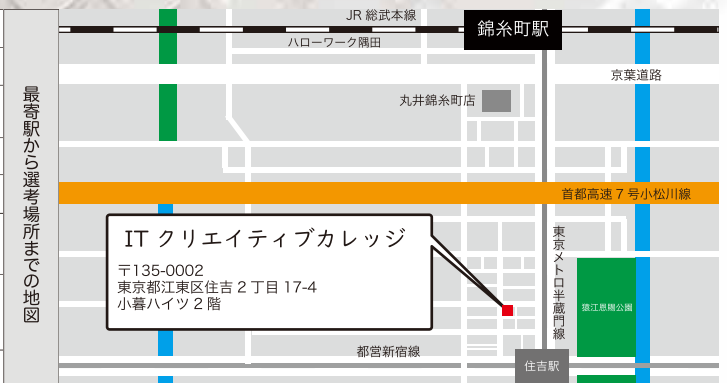 最寄駅から選考場所までの地図
JR 総武本線
錦糸町駅
ハローワーク隅田
京葉道路
丸井錦糸町店
首都高速 7 号小松川線
IT クリエイティブカレッジ
〒135-0002
東京都江東区住吉 2 丁目 17-4
小暮ハイツ 2 階
東京メトロ半蔵門線
猿江恩賜公園
都営新宿線
住吉駅